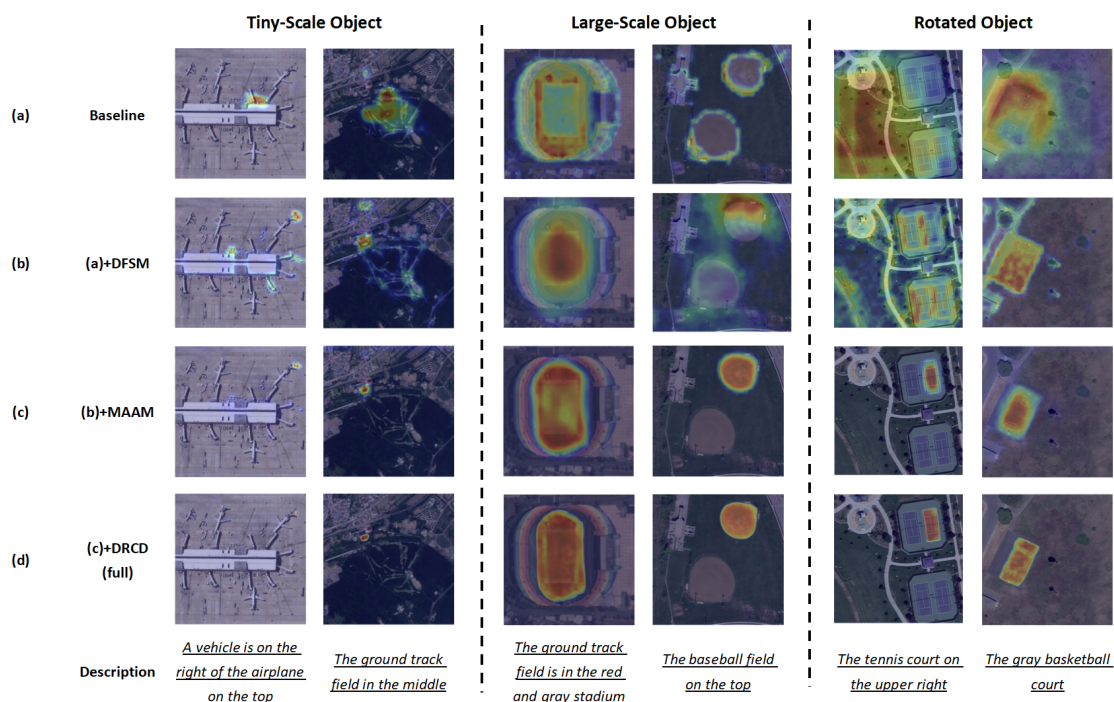 Tiny-Scale Object
Large-Scale Object
Rotated Object
(a)
Baseline
(b)
(a)+DFSM
(c)
(b)+MAAM
(d)
(c)+DRCD
(full)
Description
A vehicle is on the
right of the airplane
on the top
The ground track
field in the middle
The ground track
field is in the red
and gray stadium
The baseball field
on the top
The tennis court on
the upper right
The gray basketball
court